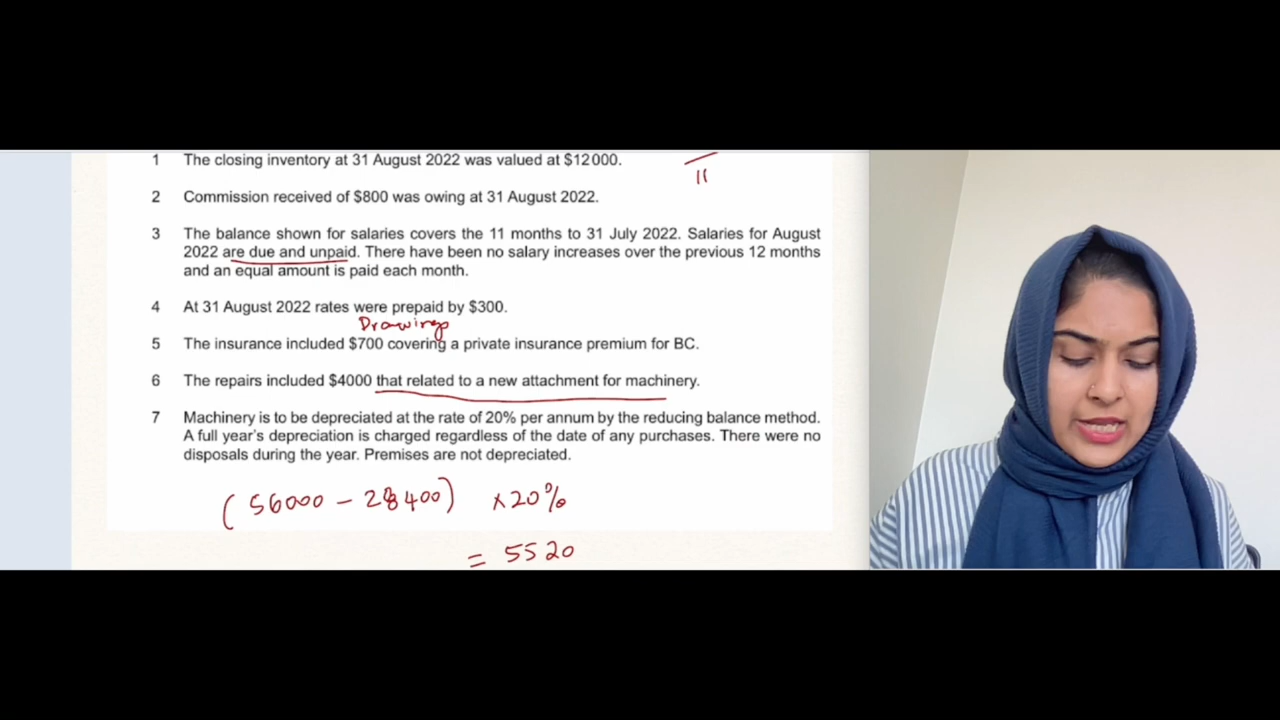 1 The closing inventory at 31 August 2022 was valued at $12000.
11
2 Commission received of $800 was owing at 31 August 2022.
3 The balance shown for salaries covers the 11 months to 31 July 2022. Salaries for August
2022 are due and unpaid. There have been no salary increases over the previous 12 months
and an equal amount is paid each month.
4 At 31 August 2022 rates were prepaid by $300.
Drawings
5 The insurance included $700 covering a private insurance premium for BC.
6 The repairs included $4000 that related to a new attachment for machinery.
7 Machinery is to be depreciated at the rate of 20% per annum by the reducing balance method.
A full year's depreciation is charged regardless of the date of any purchases. There were no
disposals during the year. Premises are not depreciated.
(56000 - 28400) x20%
= 5520